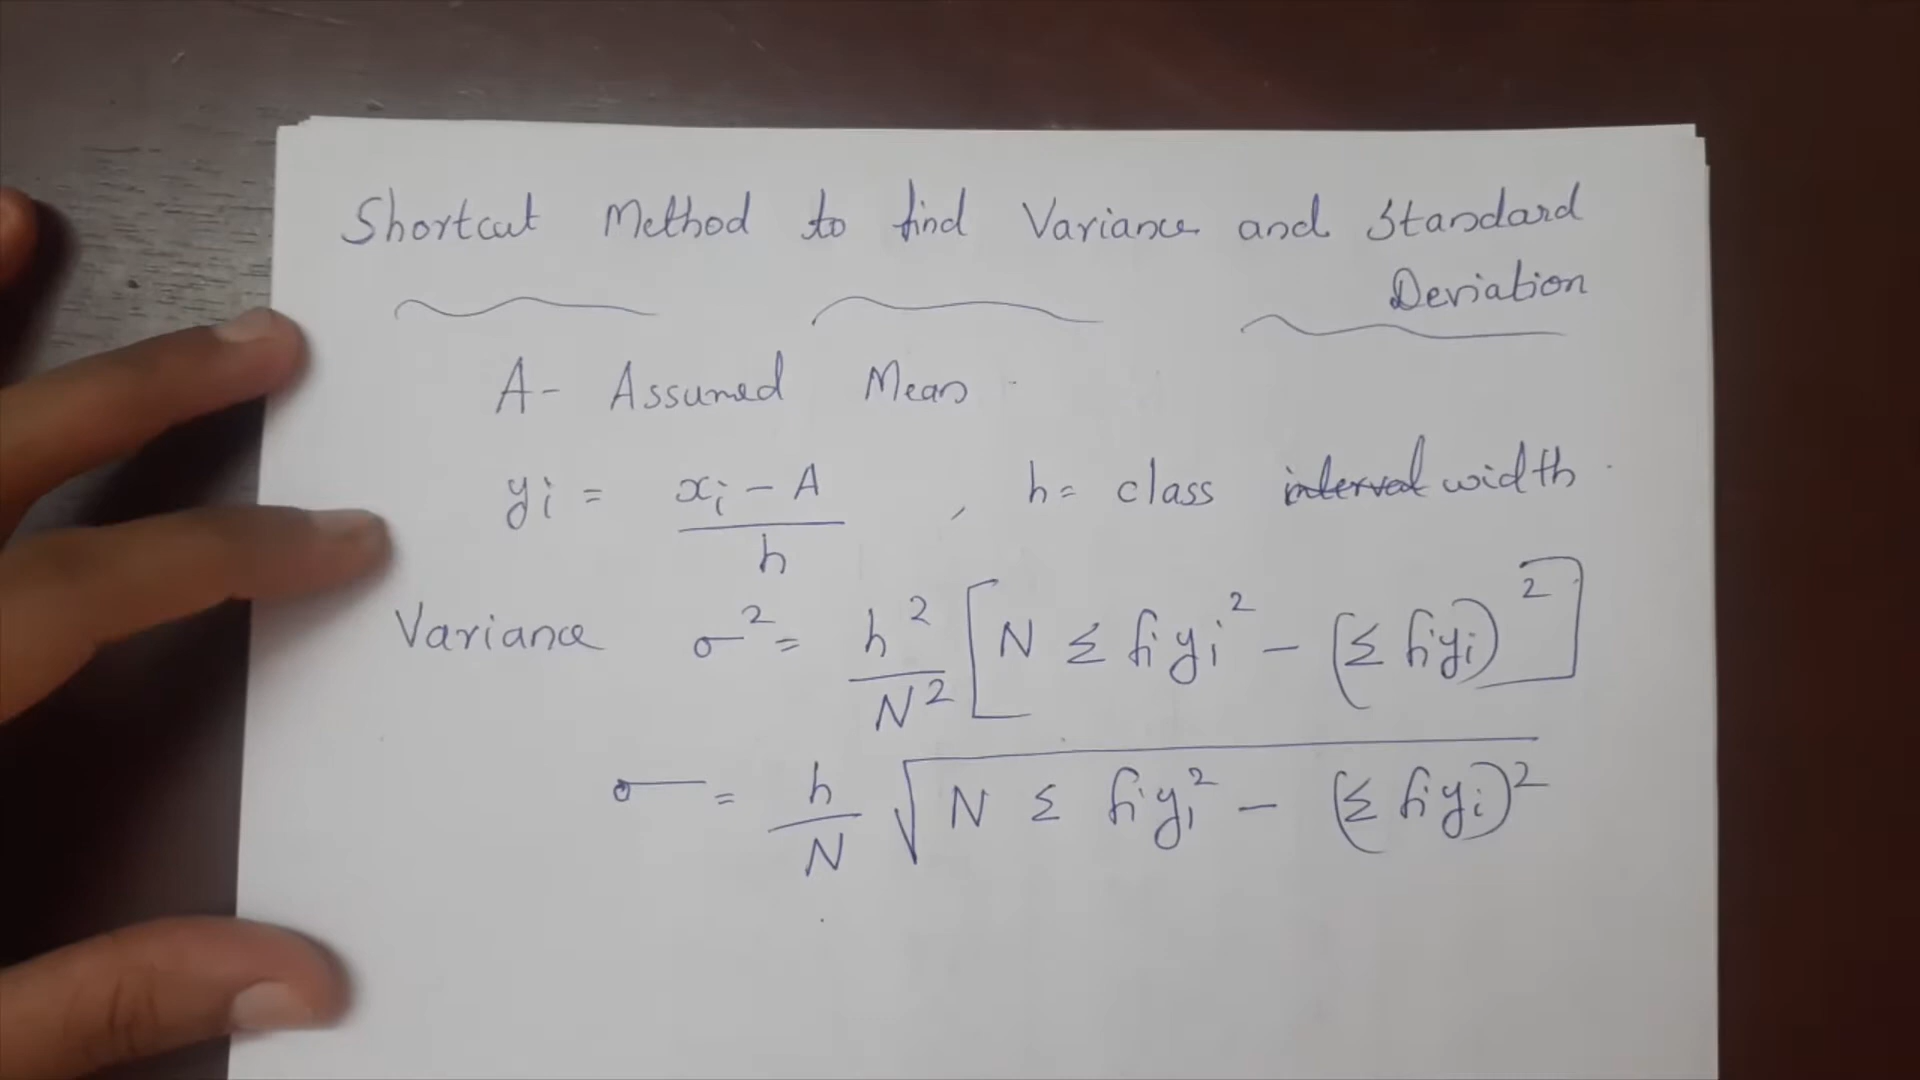 Shortcut Method to find Variance and Standard
Deviation
A- Assumed Mean.
yi = xi - A / h , h = class interval width.
Variance σ² = h²/N² [N Σ fiyi² - (Σ fiyi)²]
σ = h/N √N Σ fiyi² - (Σ fiyi)²